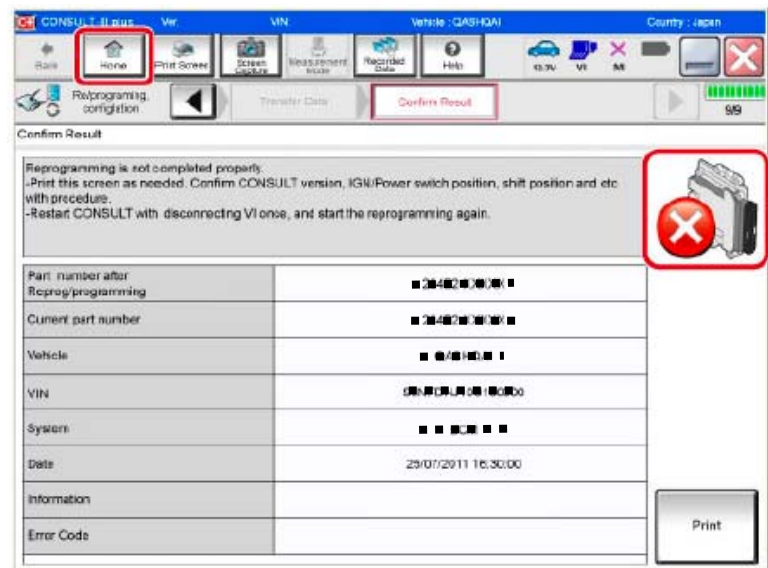 CONSULT-III plus Ver. VIN: Vehicle : QASHQAI Country : Japan
Back Home Print Screen Screen Capture Measurement Mode Recorded Data Help 12.3V VI MI
Re/programing, configration Transfer Data Confirm Result 9/9
Confirm Result
Reprogramming is not completed properly.
-Print this screen as needed. Confirm CONSULT version, IGN/Power switch position, shift position and etc
with procedure.
-Restart CONSULT with disconnecting VI once, and start the reprogramming again.
Part number after
Reprog/programming
Current part number
Vehicle
VIN
System
Date 25/07/2011 16:30:00
Information
Error Code
Print